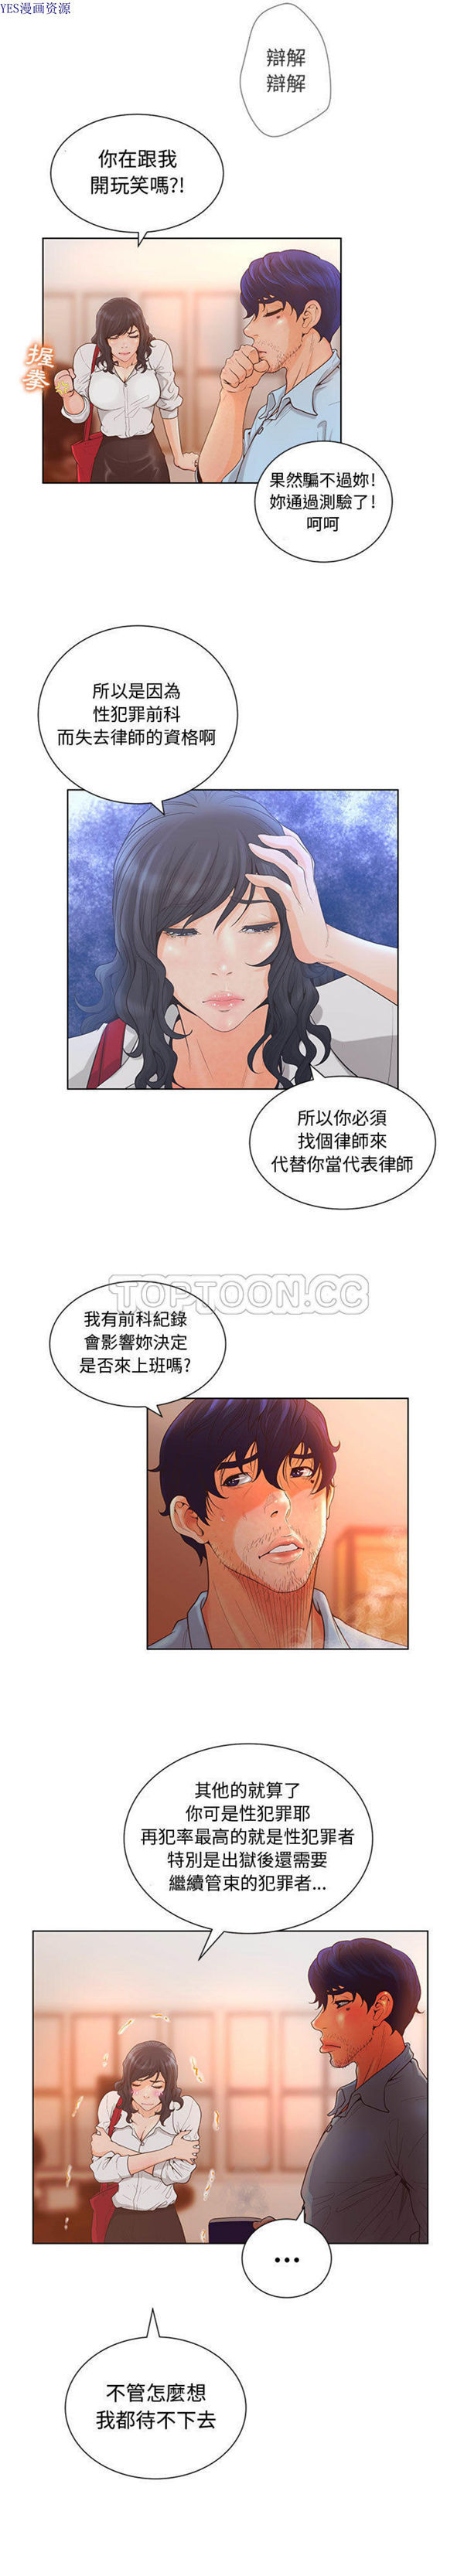 YES漫画资源
辯解
辯解
你在跟我
開玩笑嗎?!
握
拳
果然騙不過妳!
妳通過測驗了!
呵呵
所以是因為
性犯罪前科
而失去律師的資格啊
所以你必須
找個律師來
代替你當代表律師
TOPTOON.CC
我有前科紀錄
會影響妳決定
是否來上班嗎?
其他的就算了
你可是性犯罪耶
再犯率最高的就是性犯罪者
特別是出獄後還需要
繼續管束的犯罪者...
...
不管怎麼想
我都待不下去